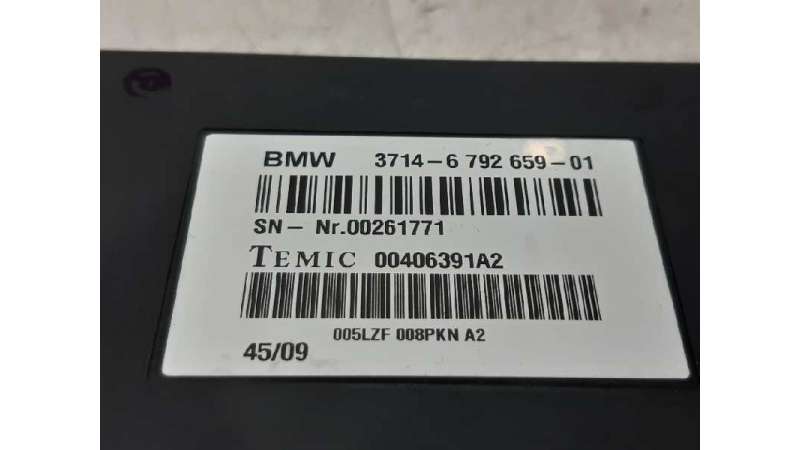 BMW 3714-6 792 659-01
SN- Nr.00261771
TEMIC 00406391A2
005LZF 008PKN A2
45/09